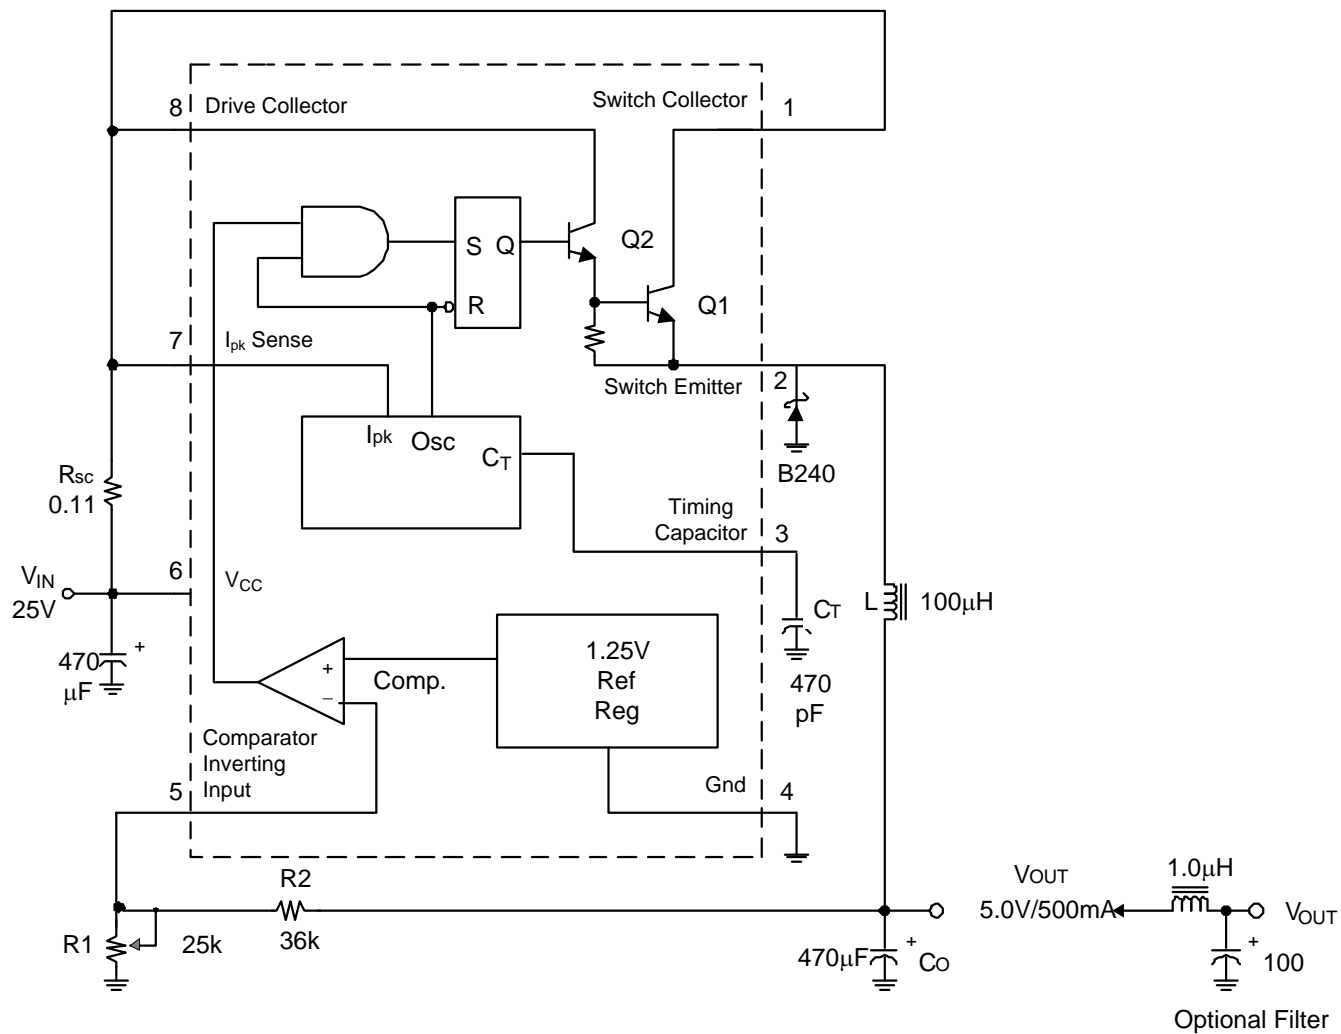 8 Drive Collector
Switch Collector 1
S Q
R
Q2
Q1
7 Ipk Sense
Switch Emitter 2
Ipk Osc
CT
B240
Rsc
0.11
Timing
Capacitor 3
VIN
25V
6
VCC
CT
L 100μH
470
μF
+
+
−
Comp.
1.25V
Ref
Reg
470
pF
Comparator
Inverting
Input
5
Gnd 4
R2
36k
R1 25k
470μF + CO
VOUT
5.0V/500mA
1.0μH
VOUT
+
100
Optional Filter